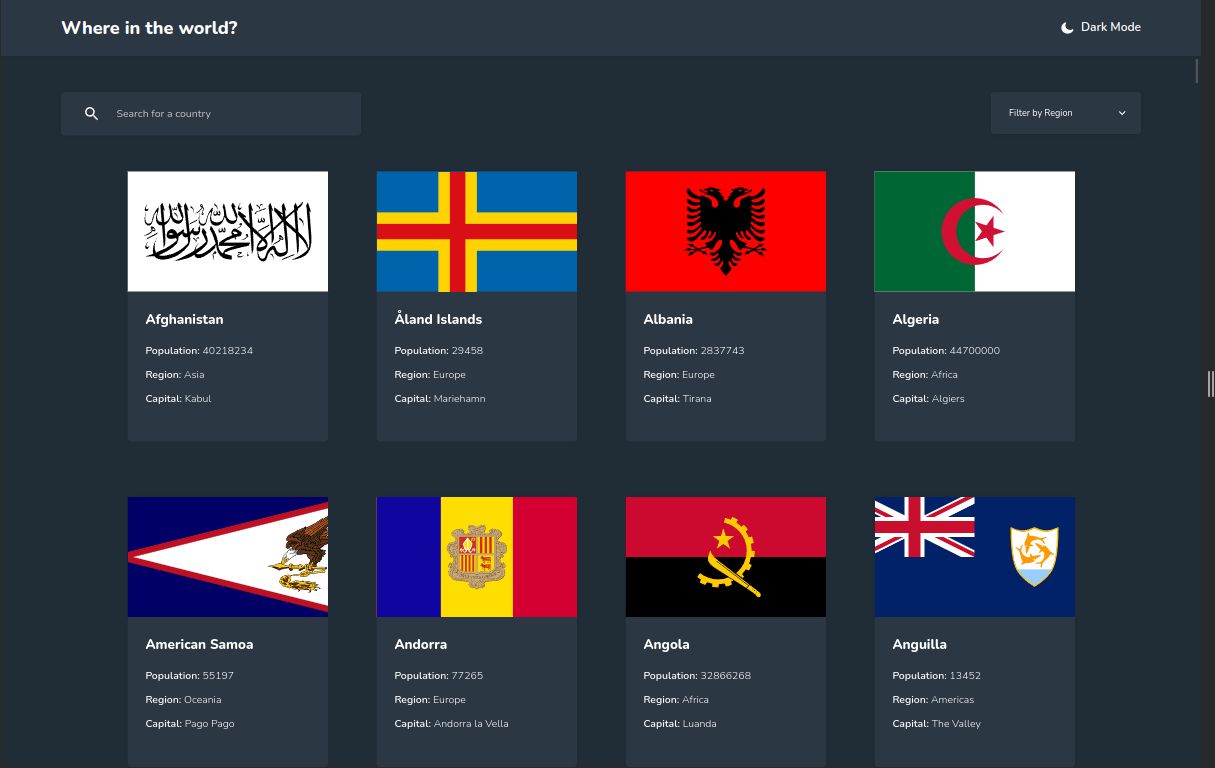 Where in the world?
Dark Mode
Search for a country
Filter by Region
لا إله إلا الله محمد رسول الله
Afghanistan
Population: 40218234
Region: Asia
Capital: Kabul
Åland Islands
Population: 29458
Region: Europe
Capital: Mariehamn
Albania
Population: 2837743
Region: Europe
Capital: Tirana
Algeria
Population: 44700000
Region: Africa
Capital: Algiers
American Samoa
Population: 55197
Region: Oceania
Capital: Pago Pago
Andorra
Population: 77265
Region: Europe
Capital: Andorra la Vella
Angola
Population: 32866268
Region: Africa
Capital: Luanda
Anguilla
Population: 13452
Region: Americas
Capital: The Valley